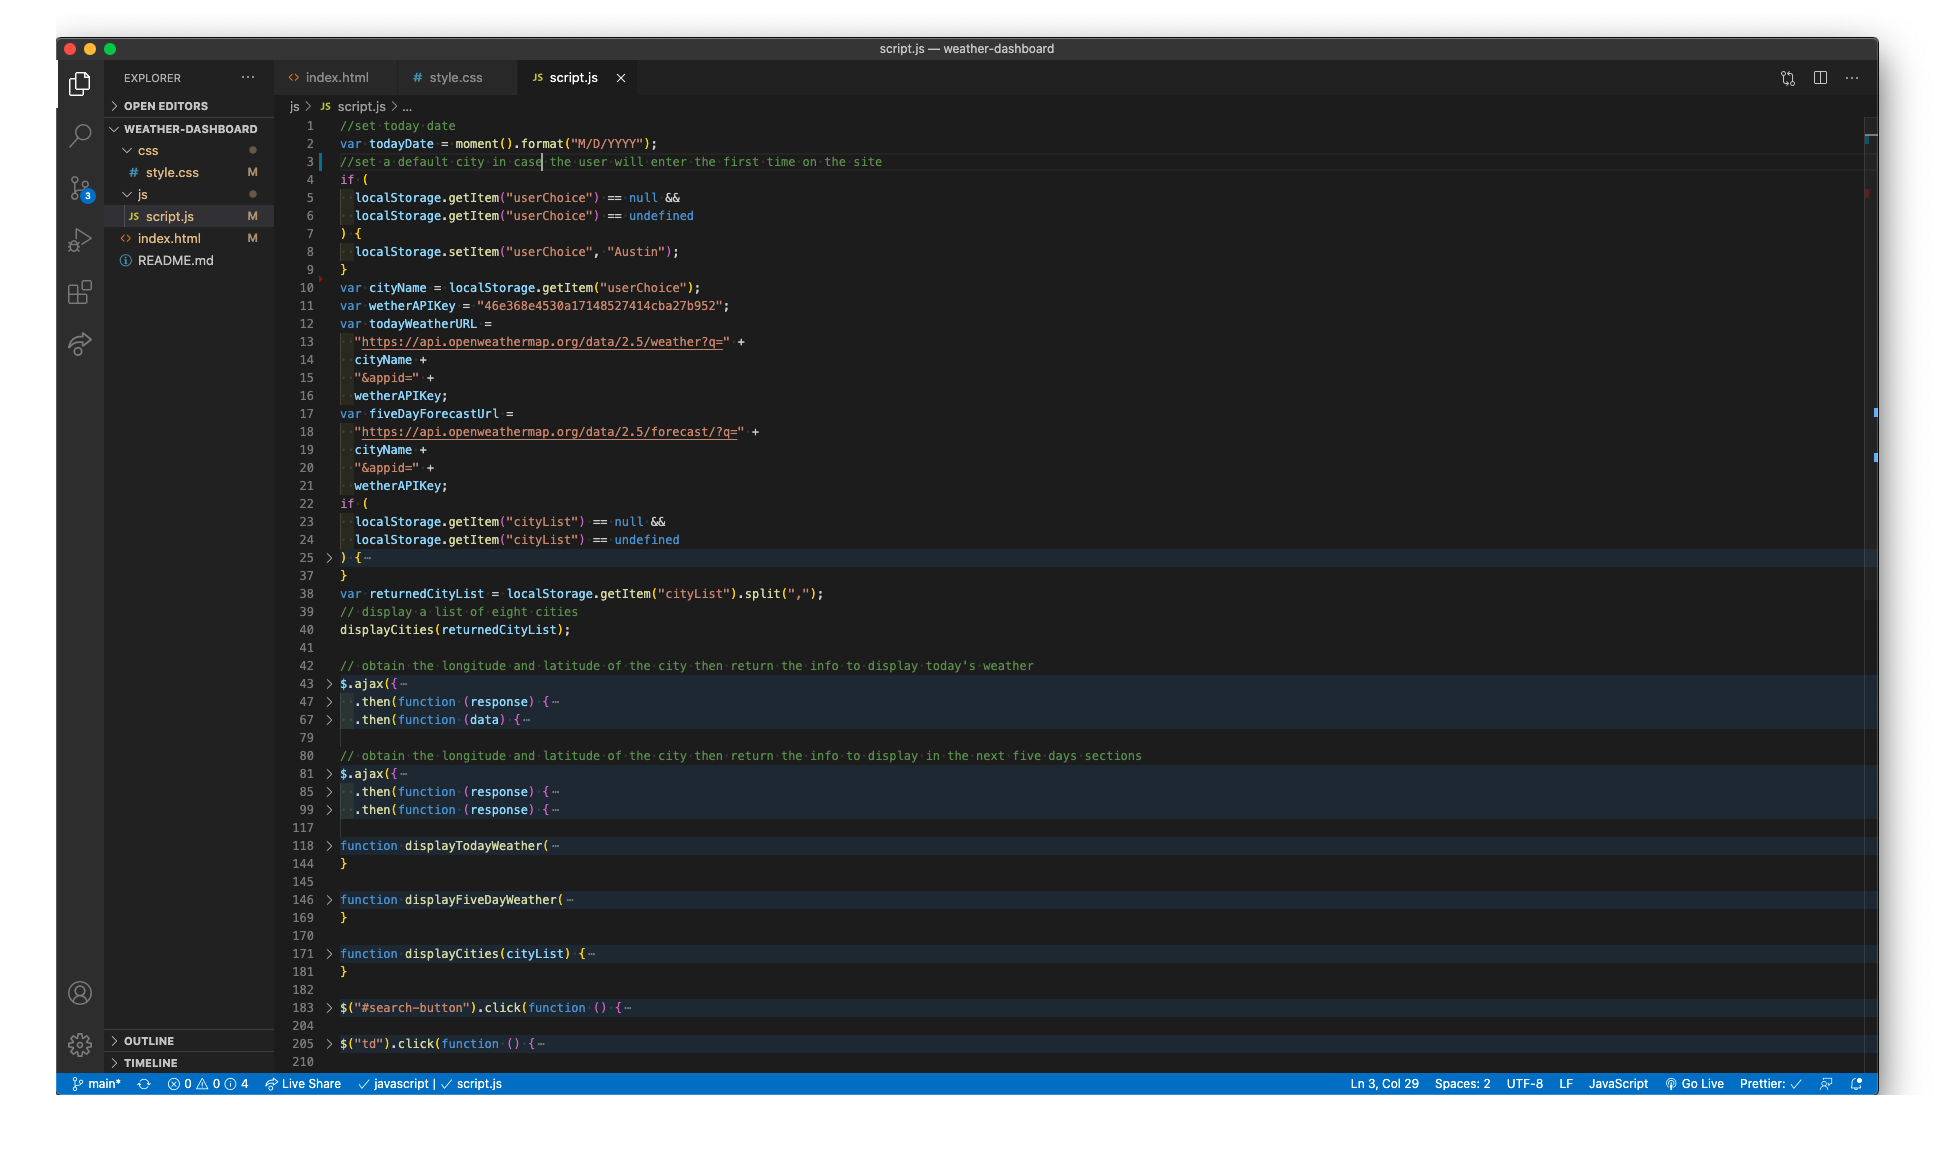 script.js — weather-dashboard
EXPLORER ···
index.html
style.css
JS script.js ×
OPEN EDITORS
WEATHER-DASHBOARD
css
# style.css M
js
JS script.js M
index.html M
README.md
js > JS script.js > ...
1 //set today date
2 var todayDate = moment().format("M/D/YYYY");
3 //set a default city in case the user will enter the first time on the site
4 if (
5 localStorage.getItem("userChoice") == null &&
6 localStorage.getItem("userChoice") == undefined
7 ) {
8 localStorage.setItem("userChoice", "Austin");
9 }
10 var cityName = localStorage.getItem("userChoice");
11 var wetherAPIKey = "46e368e4530a17148527414cba27b952";
12 var todayWeatherURL =
13 "https://api.openweathermap.org/data/2.5/weather?q=" +
14 cityName +
15 "&appid=" +
16 wetherAPIKey;
17 var fiveDayForecastUrl =
18 "https://api.openweathermap.org/data/2.5/forecast/?q=" +
19 cityName +
20 "&appid=" +
21 wetherAPIKey;
22 if (
23 localStorage.getItem("cityList") == null &&
24 localStorage.getItem("cityList") == undefined
25 ) {···
37 }
38 var returnedCityList = localStorage.getItem("cityList").split(",");
39 // display a list of eight cities
40 displayCities(returnedCityList);
41
42 // obtain the longitude and latitude of the city then return the info to display today's weather
43 $.ajax({···
47 .then(function (response) {···
67 .then(function (data) {···
79
80 // obtain the longitude and latitude of the city then return the info to display in the next five days sections
81 $.ajax({···
85 .then(function (response) {···
99 .then(function (response) {···
117
118 function displayTodayWeather(···
144 }
145
146 function displayFiveDayWeather(···
169 }
170
171 function displayCities(cityList) {···
181 }
182
183 $("#search-button").click(function () {···
204
205 $("td").click(function () {···
210
OUTLINE
TIMELINE
3
main* 0 0 4 Live Share ✓ javascript | ✓ script.js Ln 3, Col 29 Spaces: 2 UTF-8 LF JavaScript Go Live Prettier: ✓